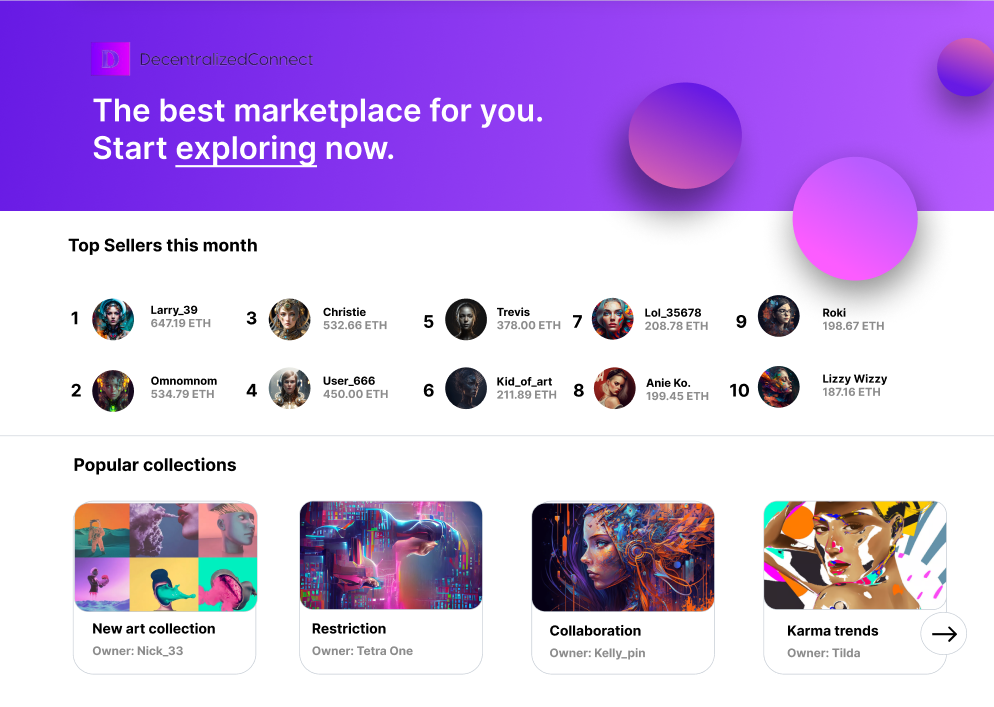 D
DecentralizedConnect
The best marketplace for you.
Start exploring now.
Top Sellers this month
1
Larry_39
647.19 ETH
2
Omnomnom
534.79 ETH
3
Christie
532.66 ETH
4
User_666
450.00 ETH
5
Trevis
378.00 ETH
6
Kid_of_art
211.89 ETH
7
Lol_35678
208.78 ETH
8
Anie Ko.
199.45 ETH
9
Roki
198.67 ETH
10
Lizzy Wizzy
187.16 ETH
Popular collections
New art collection
Owner: Nick_33
Restriction
Owner: Tetra One
Collaboration
Owner: Kelly_pin
Karma trends
Owner: Tilda